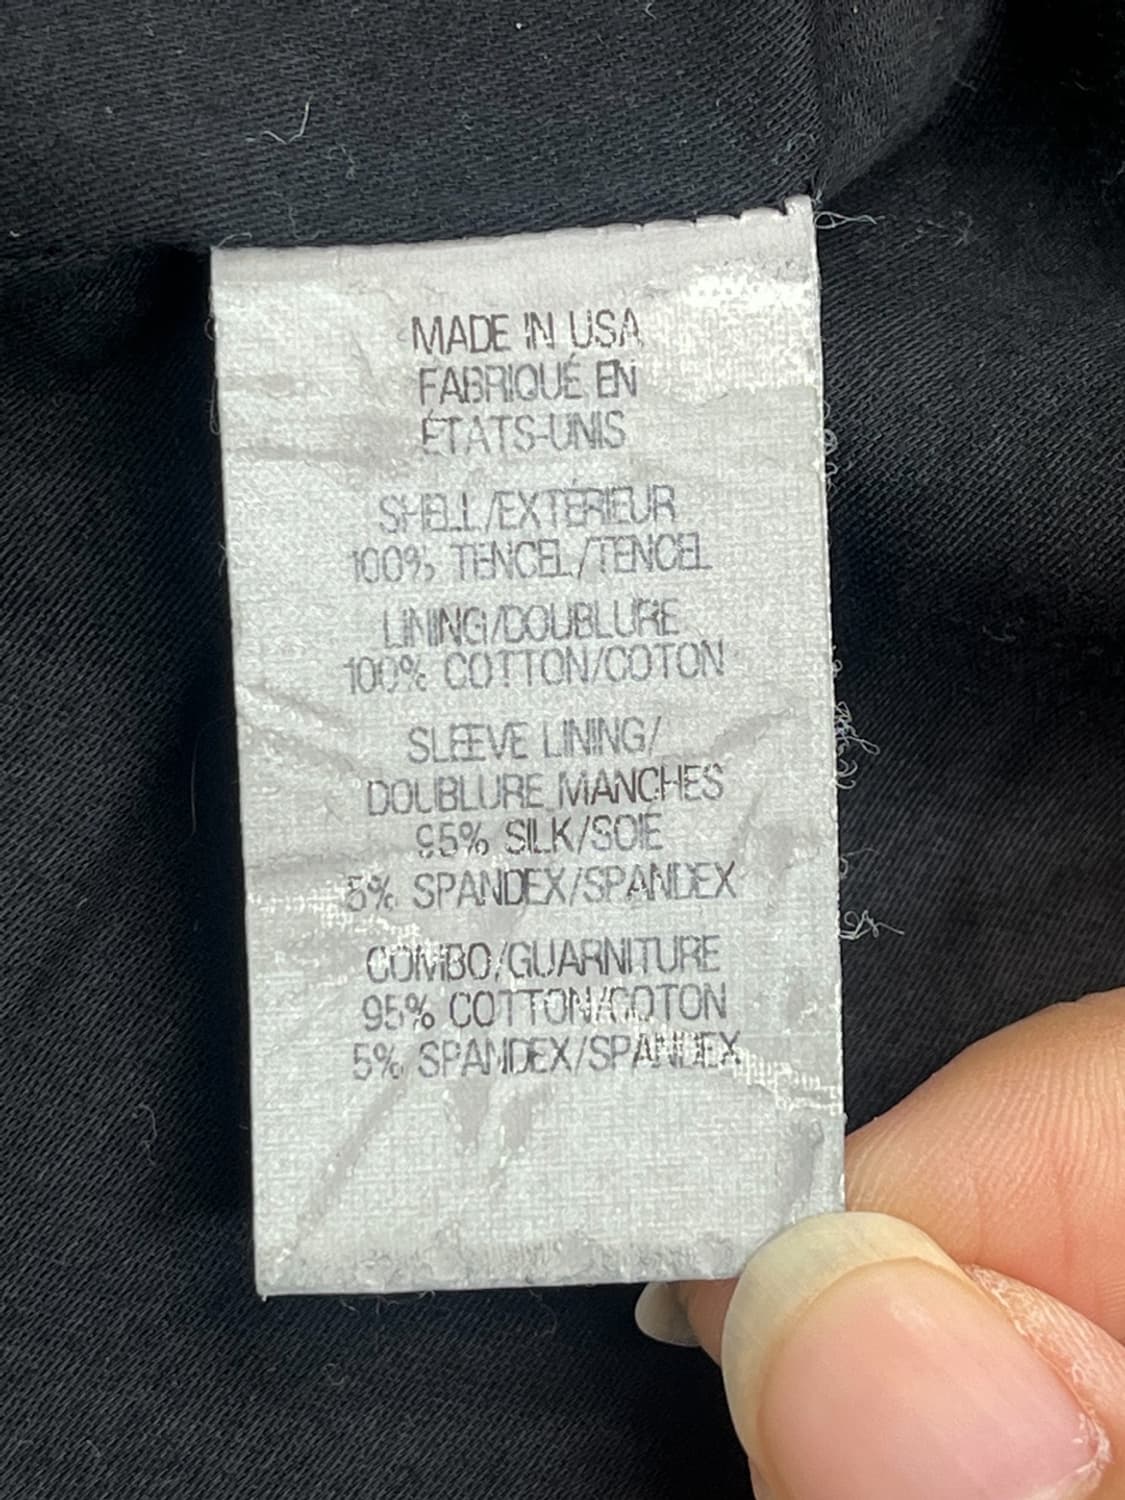 MADE IN USA
FABRIQUÉ EN
ÉTATS-UNIS
SHELL/EXTÉRIEUR
100% TENCEL/TENCEL
LINING/DOUBLURE
100% COTTON/COTON
SLEEVE LINING/
DOUBLURE MANCHES
95% SILK/SOIE
5% SPANDEX/SPANDEX
COMBO/GUARNITURE
95% COTTON/COTON
5% SPANDEX/SPANDEX